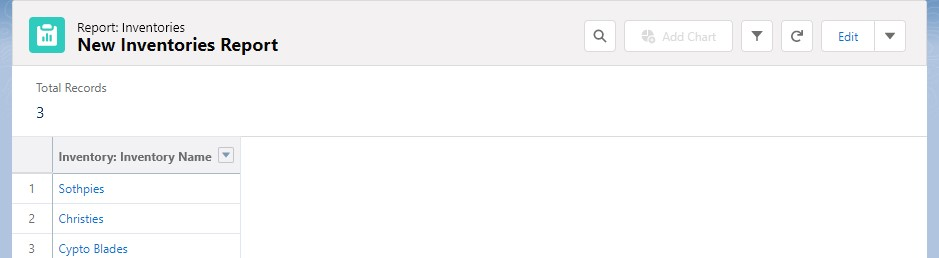 Report: Inventories
New Inventories Report
Add Chart
Edit
Total Records
3
Inventory: Inventory Name
1 Sothpies
2 Christies
3 Cypto Blades